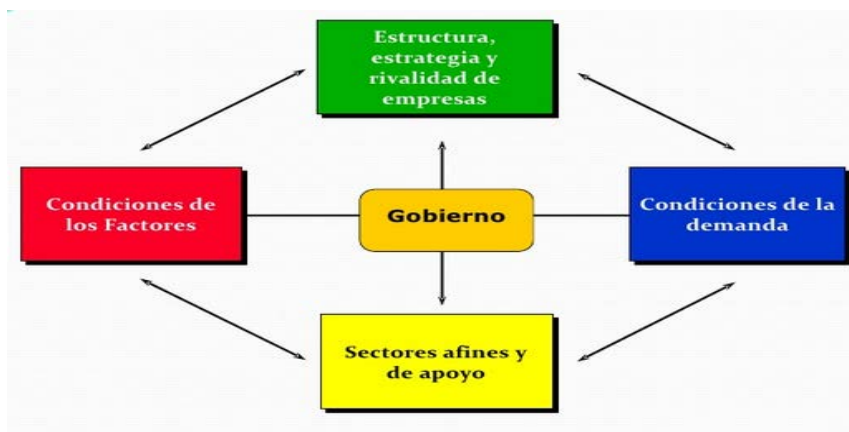 Estructura,
estrategia y
rivalidad de
empresas
Condiciones de
los Factores
Gobierno
Condiciones de la
demanda
Sectores afines y
de apoyo